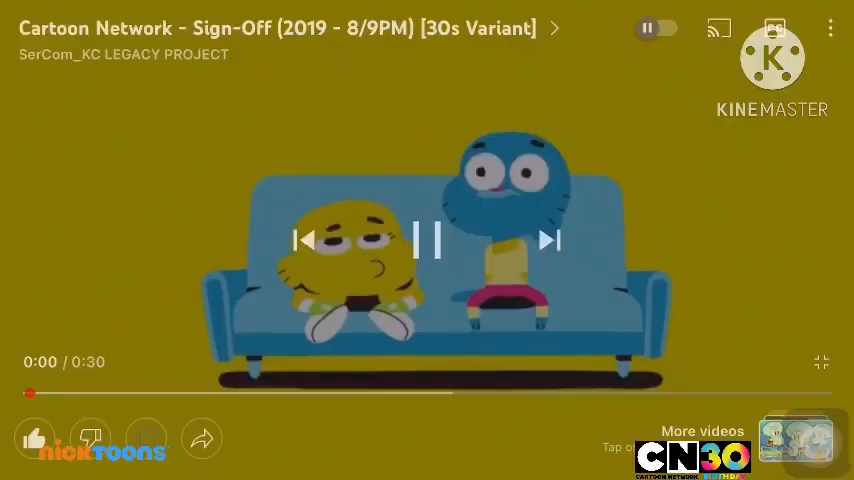 Cartoon Network - Sign-Off (2019 - 8/9PM) [30s Variant]
SerCom_KC LEGACY PROJECT
K
KINEMASTER
0:00 / 0:30
More videos
Tap o
nicktoons
CN30
CARTOON NETWORK BIRTHDAY